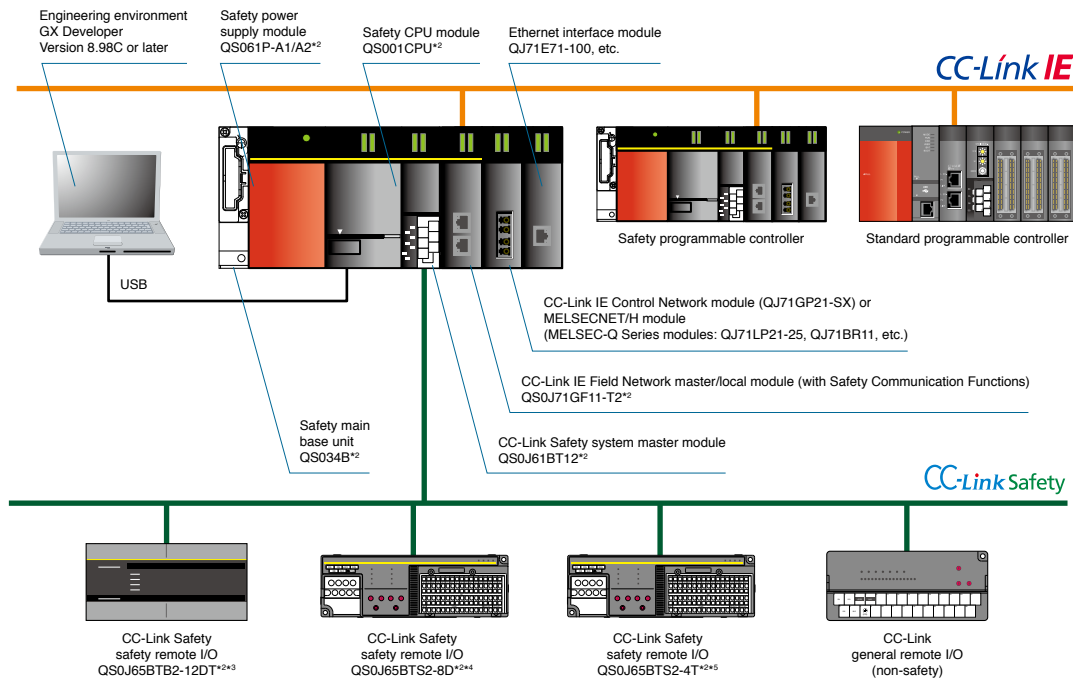 Engineering environment
GX Developer
Version 8.98C or later
Safety power
supply module
QS061P-A1/A2*2
Safety CPU module
QS001CPU*2
Ethernet interface module
QJ71E71-100, etc.
CC-Link IE
USB
Safety programmable controller
Standard programmable controller
CC-Link IE Control Network module (QJ71GP21-SX) or
MELSECNET/H module
(MELSEC-Q Series modules: QJ71LP21-25, QJ71BR11, etc.)
CC-Link IE Field Network master/local module (with Safety Communication Functions)
QS0J71GF11-T2*2
Safety main
base unit
QS034B*2
CC-Link Safety system master module
QS0J61BT12*2
CC-Link Safety
CC-Link Safety
safety remote I/O
QS0J65BTB2-12DT*2*3
CC-Link Safety
safety remote I/O
QS0J65BTS2-8D*2*4
CC-Link Safety
safety remote I/O
QS0J65BTS2-4T*2*5
CC-Link
general remote I/O
(non-safety)